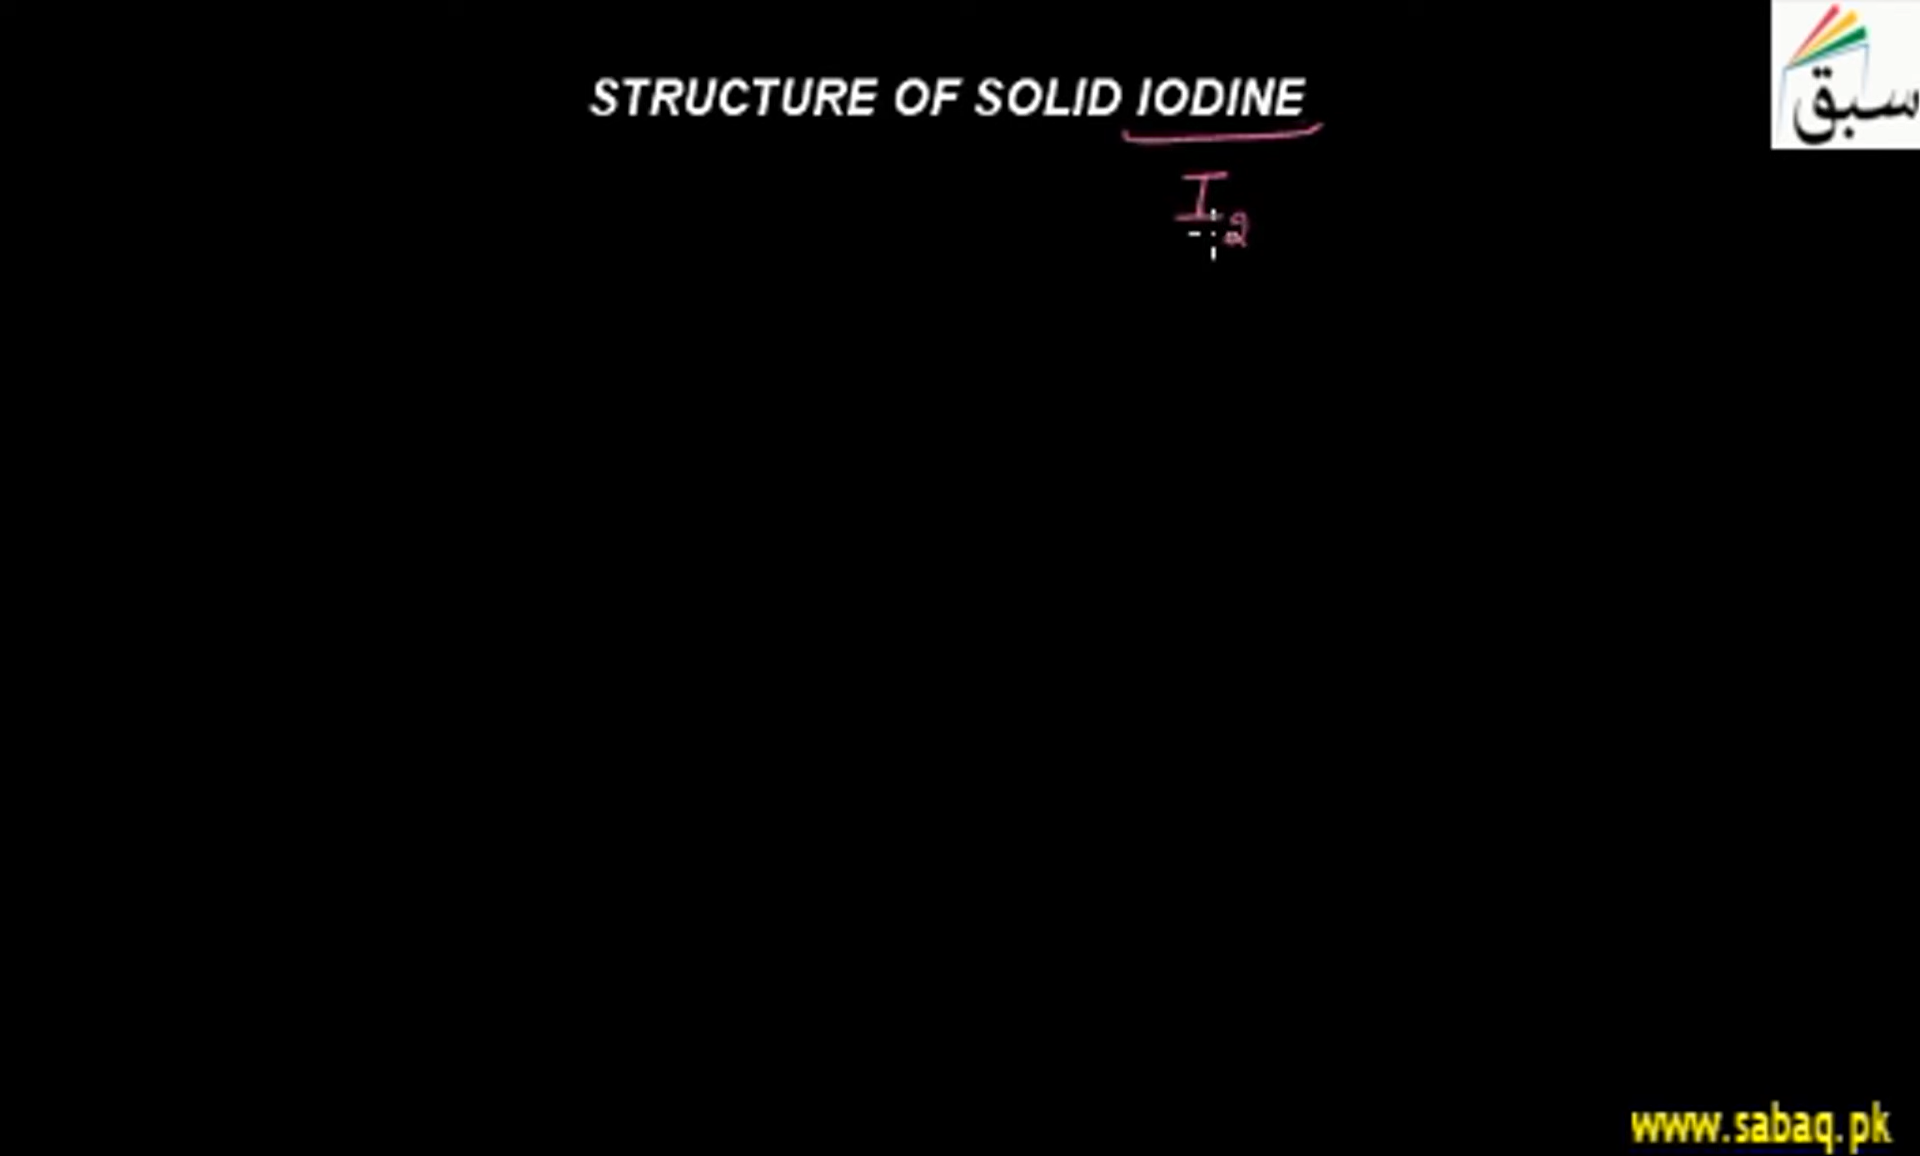 STRUCTURE OF SOLID IODINE
سبق
I2
www.sabaq.pk